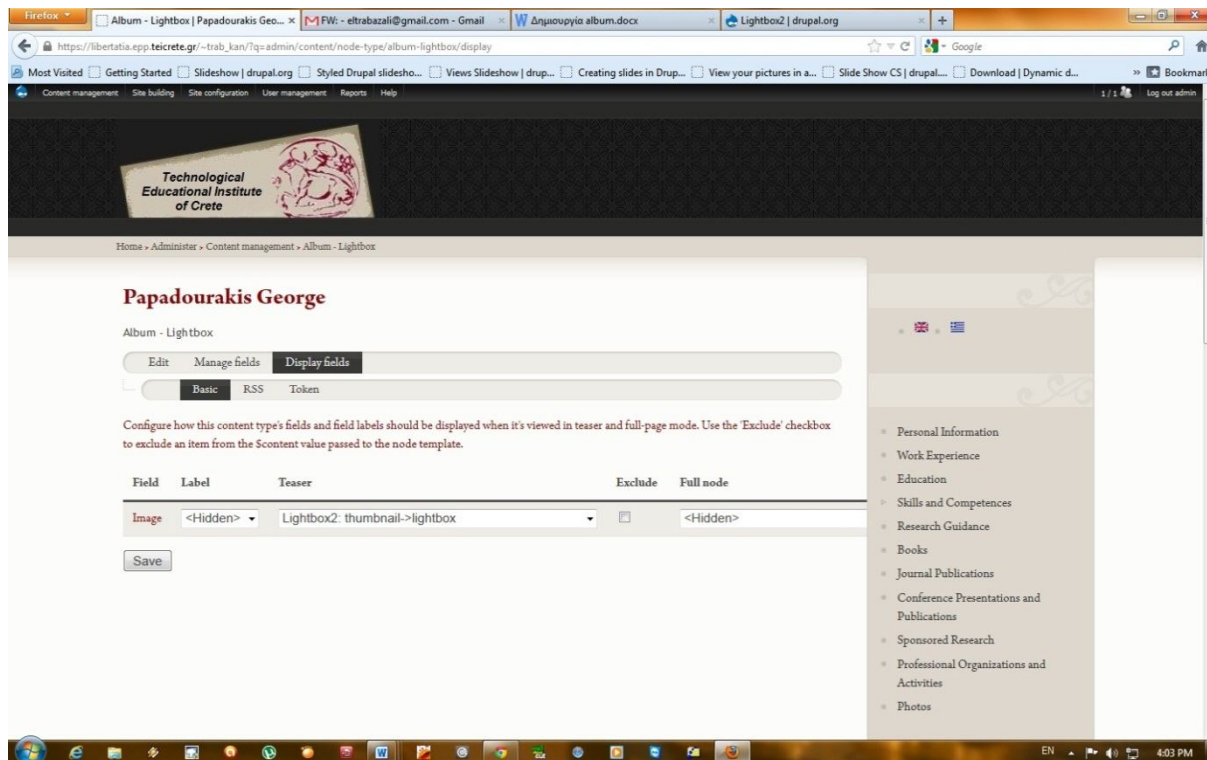 Firefox
Album - Lightbox | Papadourakis Geo...
FW: - eltrabazali@gmail.com - Gmail
Δημιουργία album.docx
Lightbox2 | drupal.org
https://libertatia.epp.teicrete.gr/~trab_kan/?q=admin/content/node-type/album-lightbox/display
Google
Most Visited Getting Started Slideshow | drupal.org Styled Drupal slidesho... Views Slideshow | drup... Creating slides in Drup... View your pictures in a... Slide Show CS | drupal.... Download | Dynamic d... » Bookmar
Content management Site building Site configuration User management Reports Help 1 / 1 Log out admin
Technological
Educational Institute
of Crete
Home » Administer » Content management » Album - Lightbox
Papadourakis George
Album - Lightbox
Edit Manage fields Display fields
Basic RSS Token
Configure how this content type's fields and field labels should be displayed when it's viewed in teaser and full-page mode. Use the 'Exclude' checkbox
to exclude an item from the $content value passed to the node template.
Field Label Teaser Exclude Full node
Image <Hidden> Lightbox2: thumbnail->lightbox <Hidden>
Save
Personal Information
Work Experience
Education
Skills and Competences
Research Guidance
Books
Journal Publications
Conference Presentations and
Publications
Sponsored Research
Professional Organizations and
Activities
Photos
EN 4:03 PM